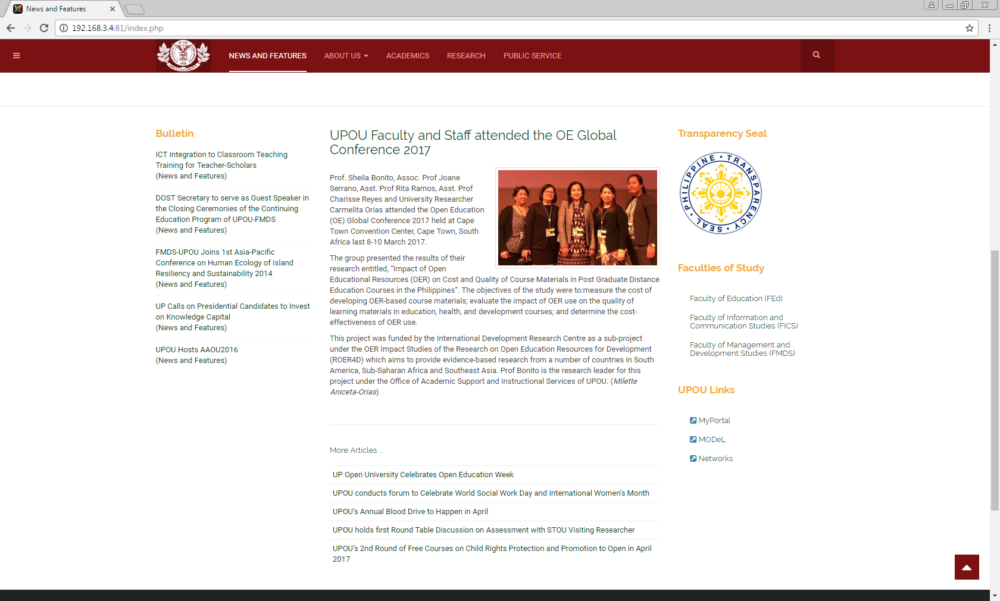 News and Features
192.168.3.4:81/index.php
NEWS AND FEATURES
ABOUT US
ACADEMICS
RESEARCH
PUBLIC SERVICE
Bulletin
ICT Integration to Classroom Teaching
Training for Teacher-Scholars
(News and Features)
DOST Secretary to serve as Guest Speaker in
the Closing Ceremonies of the Continuing
Education Program of UPOU-FMDS
(News and Features)
FMDS-UPOU Joins 1st Asia-Pacific
Conference on Human Ecology of Island
Resiliency and Sustainability 2014
(News and Features)
UP Calls on Presidential Candidates to Invest
on Knowledge Capital
(News and Features)
UPOU Hosts AAOU2016
(News and Features)
UPOU Faculty and Staff attended the OE Global
Conference 2017
Prof. Sheila Bonito, Assoc. Prof Joane
Serrano, Asst. Prof Rita Ramos, Asst. Prof
Charisse Reyes and University Researcher
Carmelita Orias attended the Open Education
(OE) Global Conference 2017 held at Cape
Town Convention Center, Cape Town, South
Africa last 8-10 March 2017.
The group presented the results of their
research entitled, “Impact of Open
Educational Resources (OER) on Cost and Quality of Course Materials in Post Graduate Distance
Education Courses in the Philippines”. The objectives of the study were to:measure the cost of
developing OER-based course materials; evaluate the impact of OER use on the quality of
learning materials in education, health, and development courses; and determine the cost-
effectiveness of OER use.
This project was funded by the International Development Research Centre as a sub-project
under the OER Impact Studies of the Research on Open Education Resources for Development
(ROER4D) which aims to provide evidence-based research from a number of countries in South
America, Sub-Saharan Africa and Southeast Asia. Prof Bonito is the research leader for this
project under the Office of Academic Support and Instructional Services of UPOU. (Milette
Aniceta-Orias)
More Articles ...
UP Open University Celebrates Open Education Week
UPOU conducts forum to Celebrate World Social Work Day and International Women’s Month
UPOU’s Annual Blood Drive to Happen in April
UPOU holds first Round Table Discussion on Assessment with STOU Visiting Researcher
UPOU’s 2nd Round of Free Courses on Child Rights Protection and Promotion to Open in April
2017
Transparency Seal
PHILIPPINE • TRANSPARENCY SEAL •
Faculties of Study
Faculty of Education (FEd)
Faculty of Information and
Communication Studies (FICS)
Faculty of Management and
Development Studies (FMDS)
UPOU Links
MyPortal
MODeL
Networks